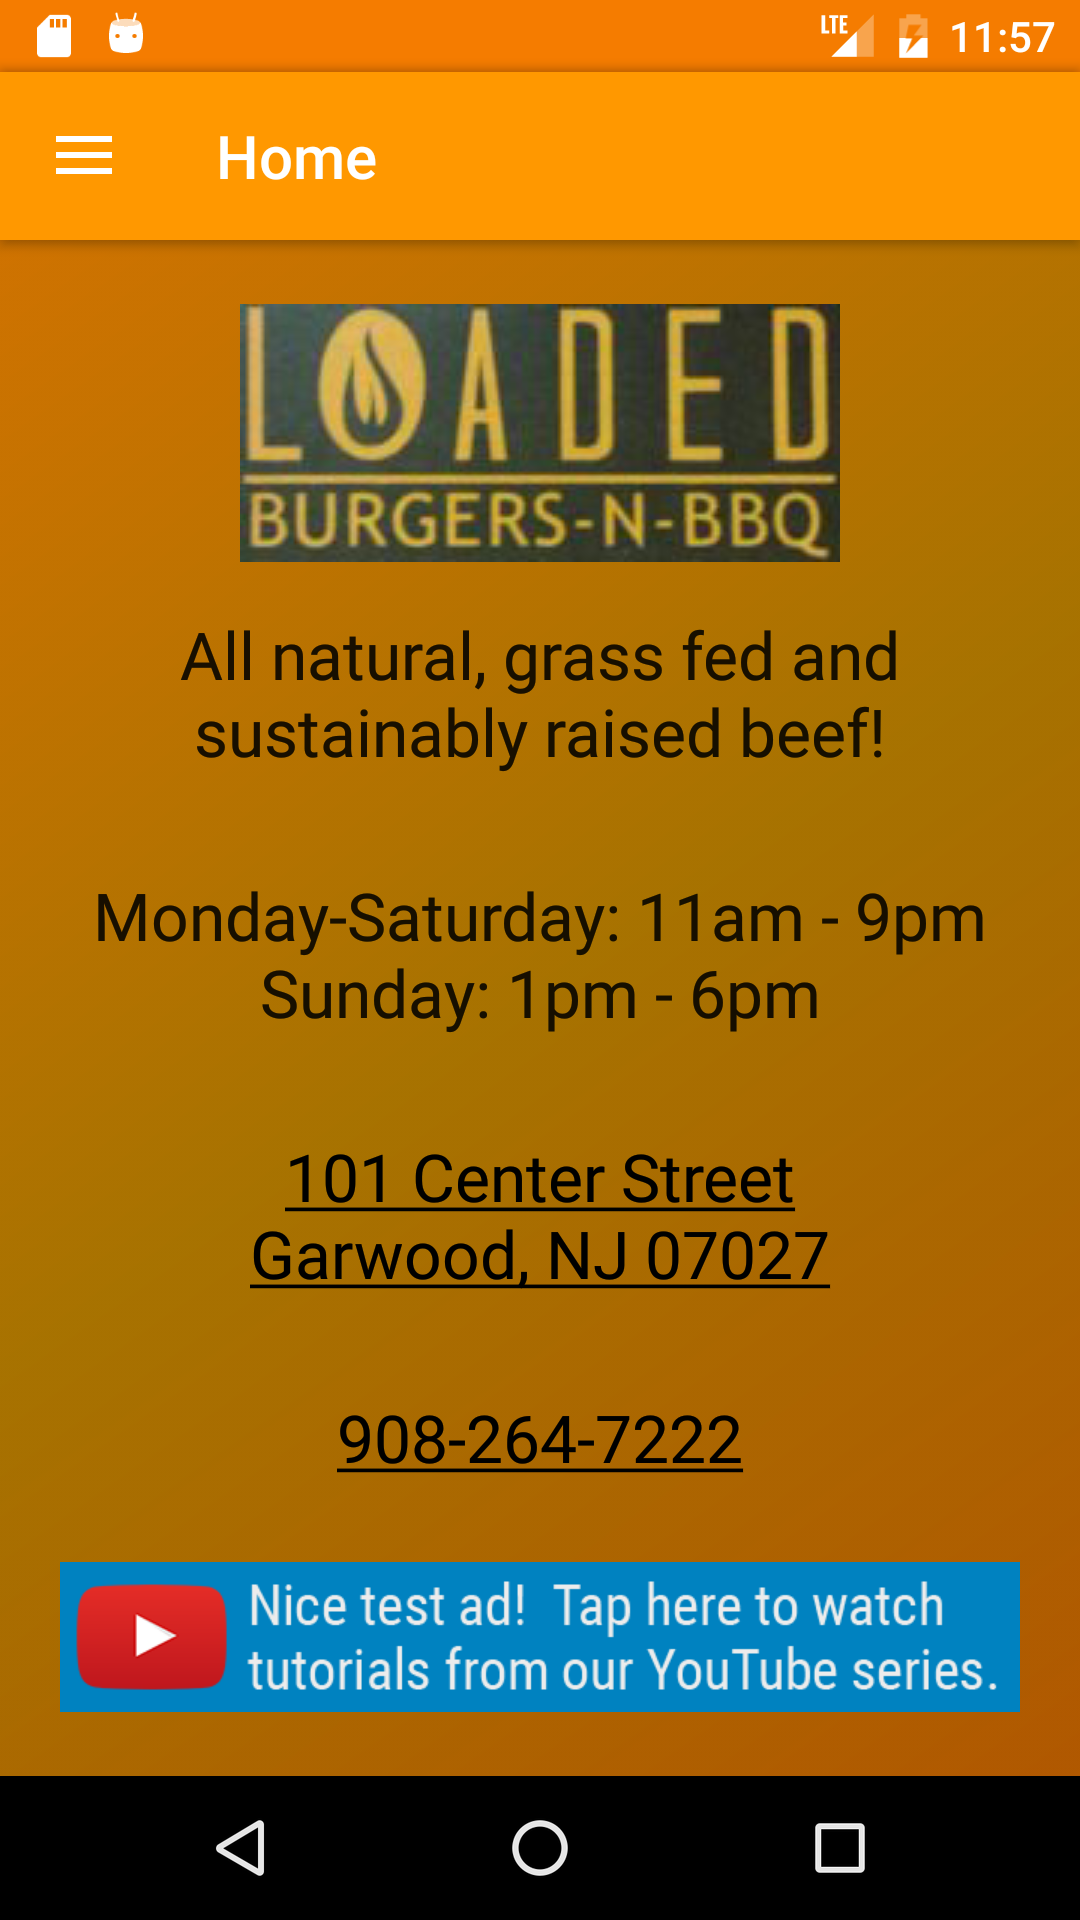 LTE 11:57
Home
LOADED
BURGERS-N-BBQ
All natural, grass fed and
sustainably raised beef!
Monday-Saturday: 11am - 9pm
Sunday: 1pm - 6pm
101 Center Street
Garwood, NJ 07027
908-264-7222
Nice test ad!  Tap here to watch
tutorials from our YouTube series.